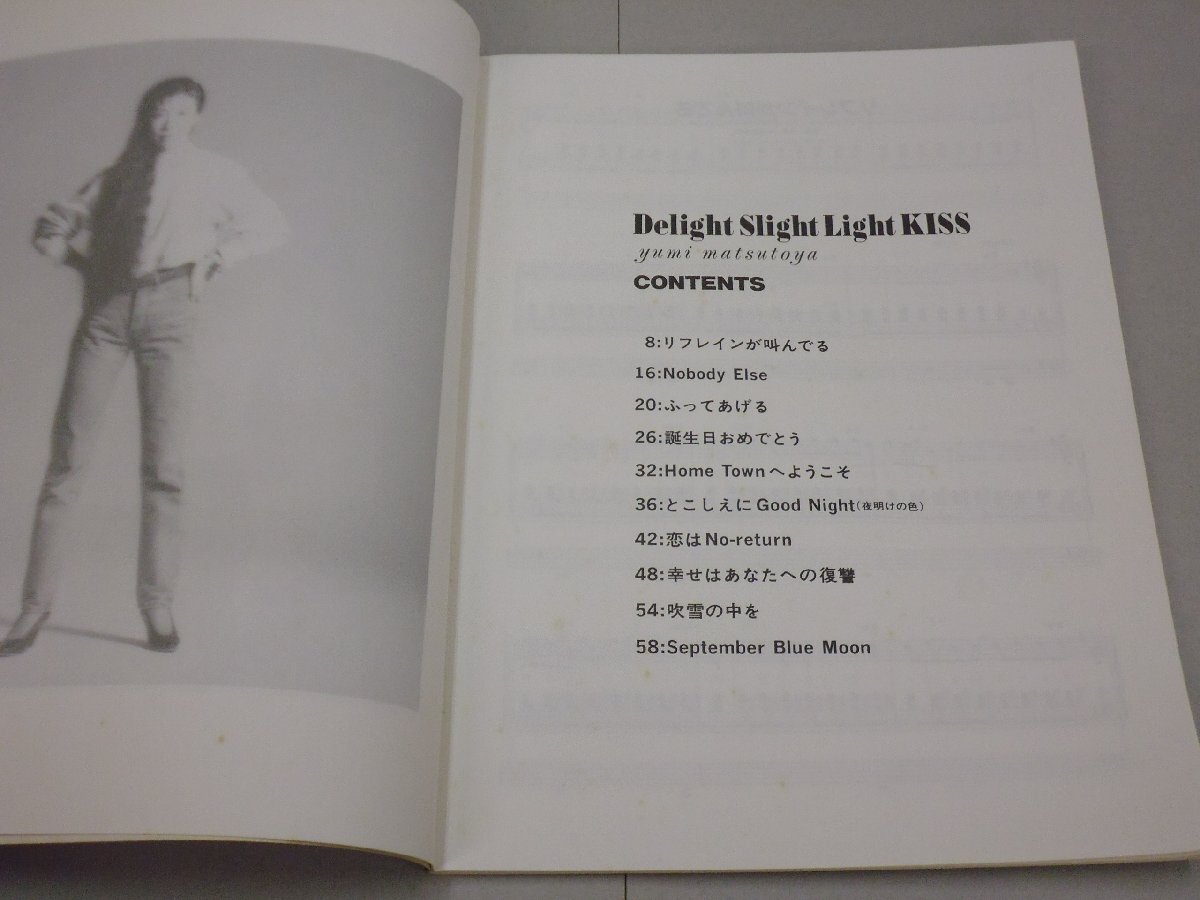 Delight Slight Light KISS
yumi matsutoya
CONTENTS
8:リフレインが叫んでる
16:Nobody Else
20:ふってあげる
26:誕生日おめでとう
32:Home Townへようこそ
36:とこしえにGood Night(夜明けの色)
42:恋はNo-return
48:幸せはあなたへの復讐
54:吹雪の中を
58:September Blue Moon